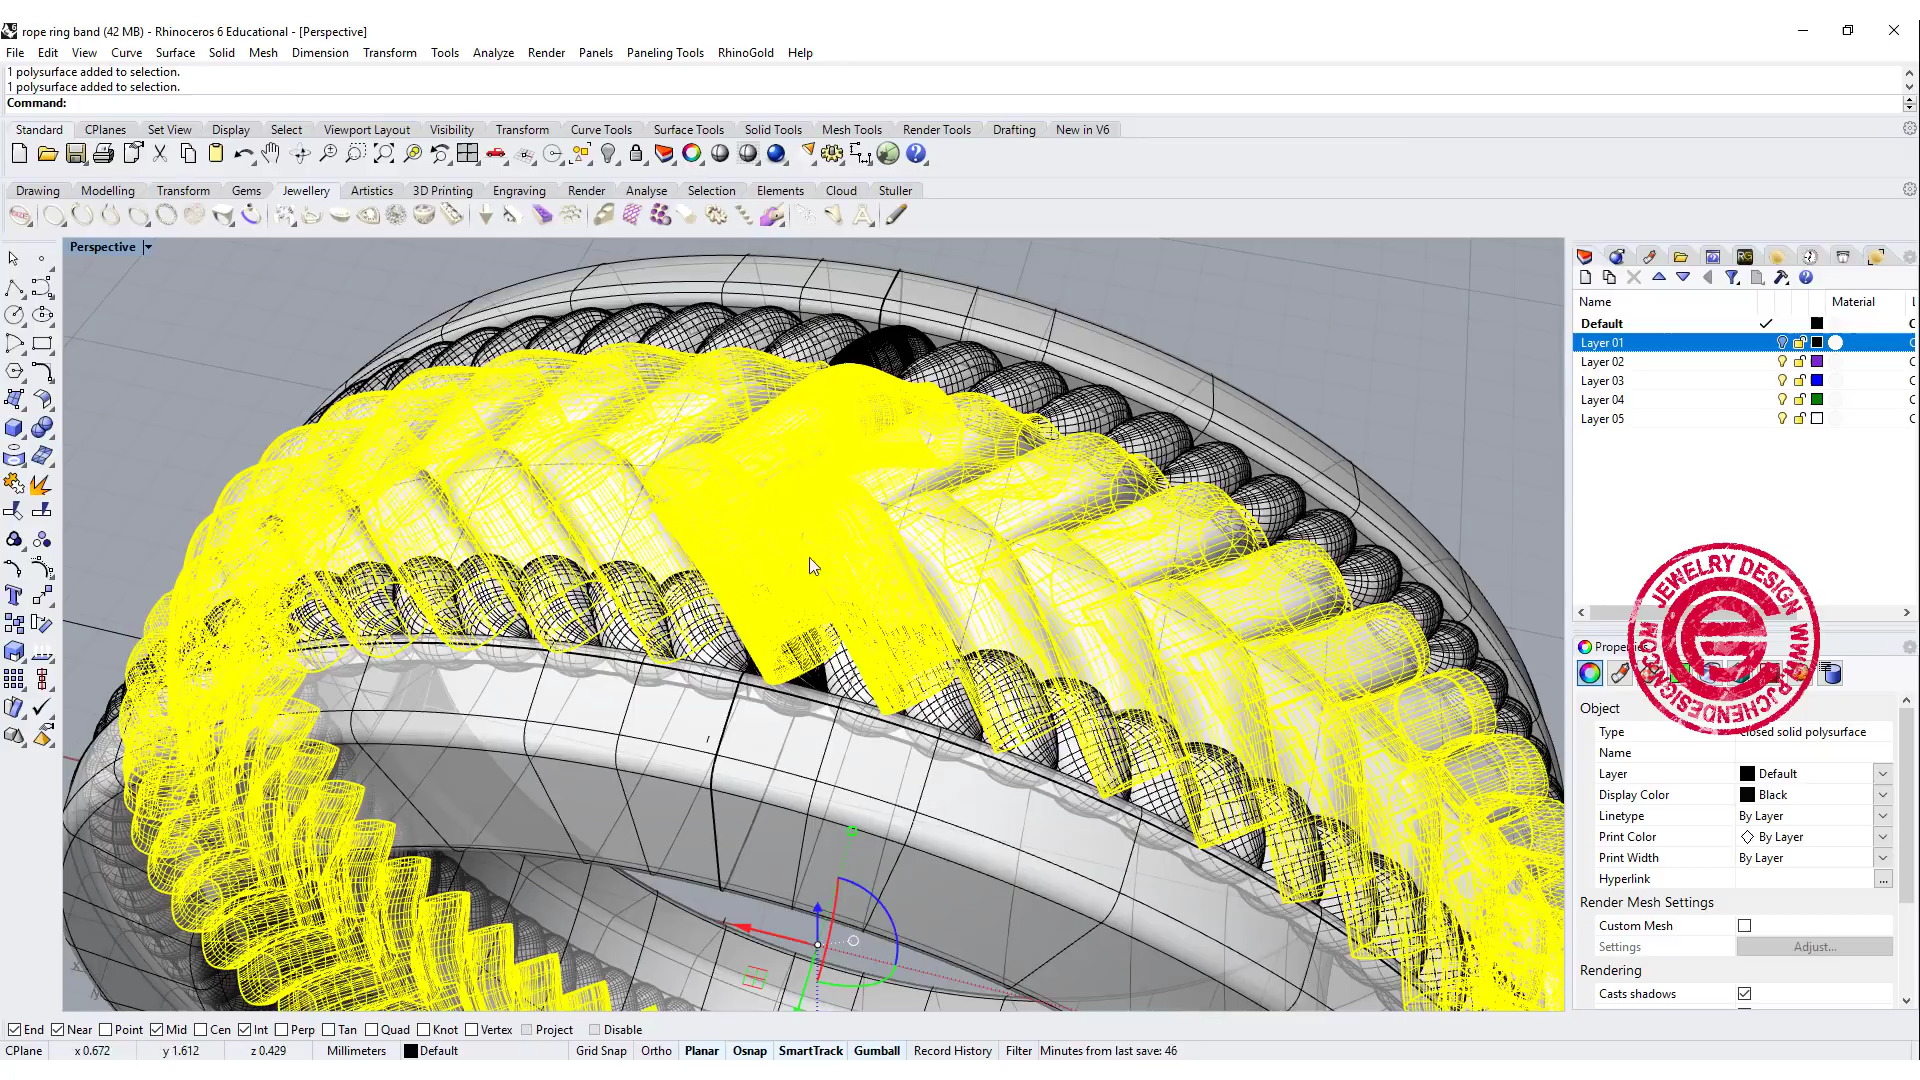 rope ring band (42 MB) - Rhinoceros 6 Educational - [Perspective]
File Edit View Curve Surface Solid Mesh Dimension Transform Tools Analyze Render Panels Paneling Tools RhinoGold Help
1 polysurface added to selection.
1 polysurface added to selection.
Command:
Standard CPlanes Set View Display Select Viewport Layout Visibility Transform Curve Tools Surface Tools Solid Tools Mesh Tools Render Tools Drafting New in V6
Drawing Modelling Transform Gems Jewellery Artistics 3D Printing Engraving Render Analyse Selection Elements Cloud Stuller
Perspective
Name Material
Default
Layer 01
Layer 02
Layer 03
Layer 04
Layer 05
JEWELRY DESIGN WWW.PJCHENDESIGN.COM
Object
Type closed solid polysurface
Name
Layer Default
Display Color Black
Linetype By Layer
Print Color By Layer
Print Width By Layer
Hyperlink ...
Render Mesh Settings
Custom Mesh
Settings Adjust...
Rendering
Casts shadows
End Near Point Mid Cen Int Perp Tan Quad Knot Vertex Project Disable
CPlane x 0.672 y 1.612 z 0.429 Millimeters Default Grid Snap Ortho Planar Osnap SmartTrack Gumball Record History Filter Minutes from last save: 46